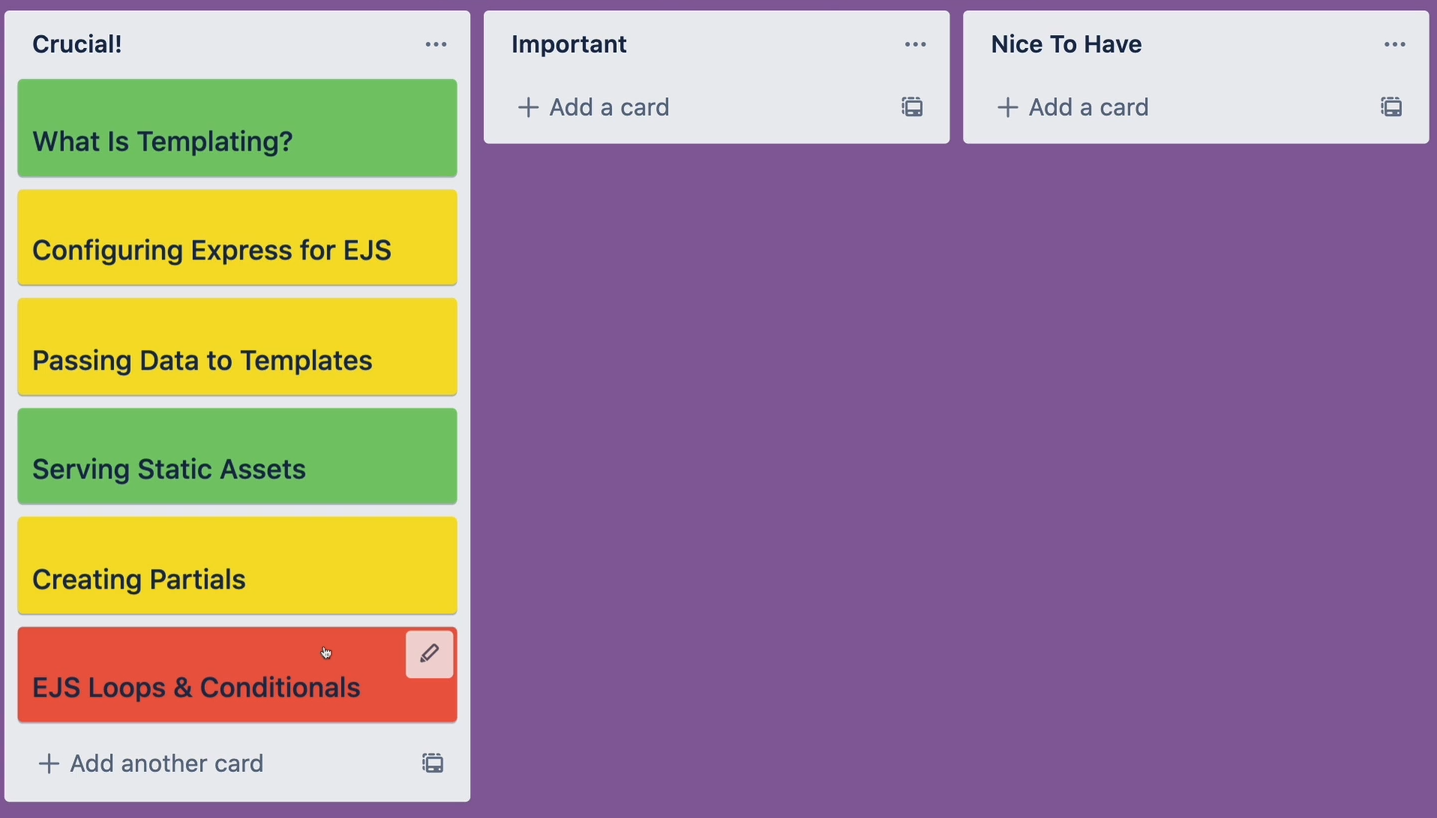 Crucial!
What Is Templating?
Configuring Express for EJS
Passing Data to Templates
Serving Static Assets
Creating Partials
EJS Loops & Conditionals
Add another card
Important
Add a card
Nice To Have
Add a card